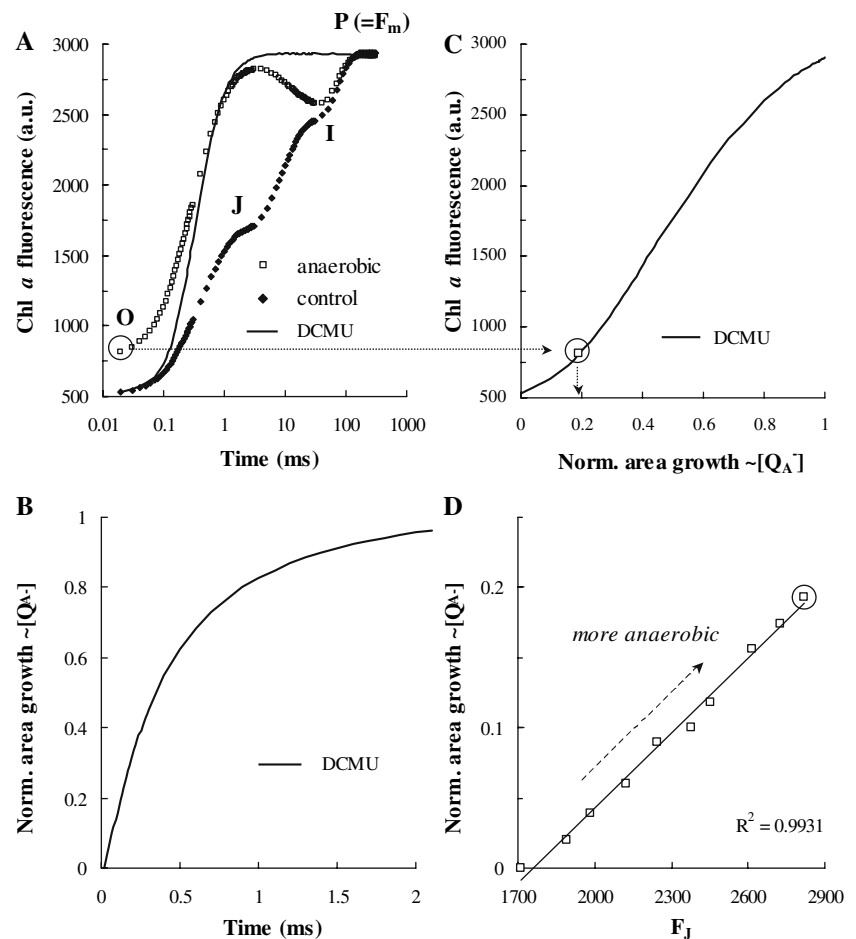 P (=Fm)
A
3000
2500
2000
1500
1000
500
Chl a fluorescence (a.u.)
O
J
I
anaerobic
control
DCMU
0.01 0.1 1 10 100 1000
Time (ms)
C
3000
2500
2000
1500
1000
500
Chl a fluorescence (a.u.)
DCMU
0 0.2 0.4 0.6 0.8 1
Norm. area growth ~[QA-]
B
1
0.8
0.6
0.4
0.2
0
Norm. area growth ~[QA-]
DCMU
0 0.5 1 1.5 2
Time (ms)
D
0.2
0.1
0
Norm. area growth ~[QA-]
more anaerobic
R² = 0.9931
1700 2000 2300 2600 2900
FJ